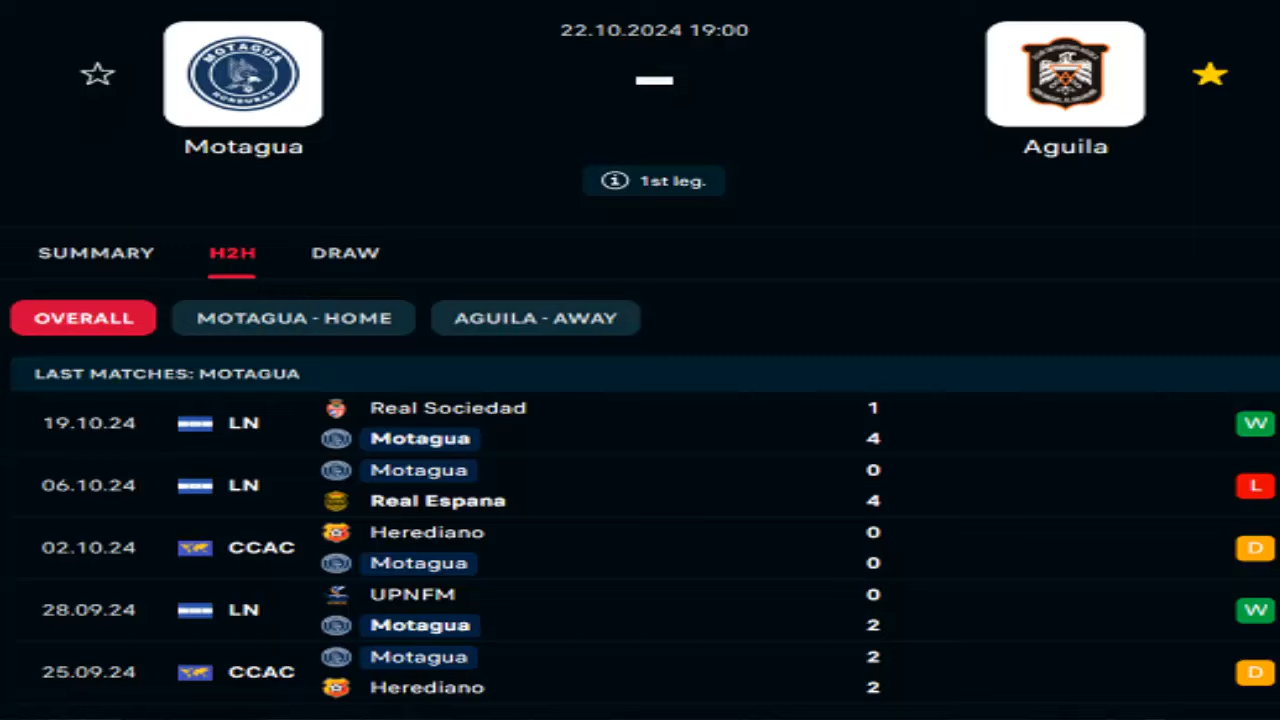 22.10.2024 19:00
MOTAGUA
HONDURAS
Motagua
Aguila
1st leg.
SUMMARY H2H DRAW
OVERALL MOTAGUA - HOME AGUILA - AWAY
LAST MATCHES: MOTAGUA
19.10.24 LN Real Sociedad 1 W
Motagua 4
06.10.24 LN Motagua 0 L
Real Espana 4
02.10.24 CCAC Herediano 0 D
Motagua 0
28.09.24 LN UPNFM 0 W
Motagua 2
25.09.24 CCAC Motagua 2 D
Herediano 2